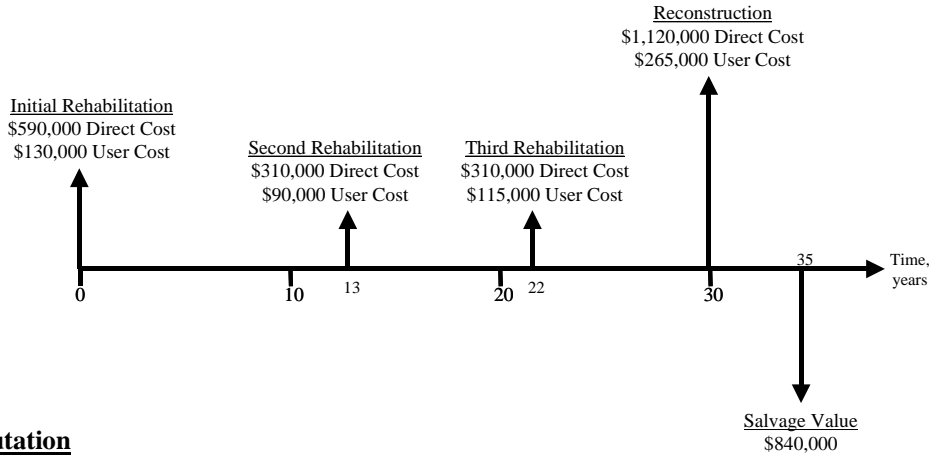 Reconstruction
$1,120,000 Direct Cost
$265,000 User Cost
Initial Rehabilitation
$590,000 Direct Cost
$130,000 User Cost
Second Rehabilitation
$310,000 Direct Cost
$90,000 User Cost
Third Rehabilitation
$310,000 Direct Cost
$115,000 User Cost
35
Time,
years
0
10
13
20
22
30
Salvage Value
$840,000
utation